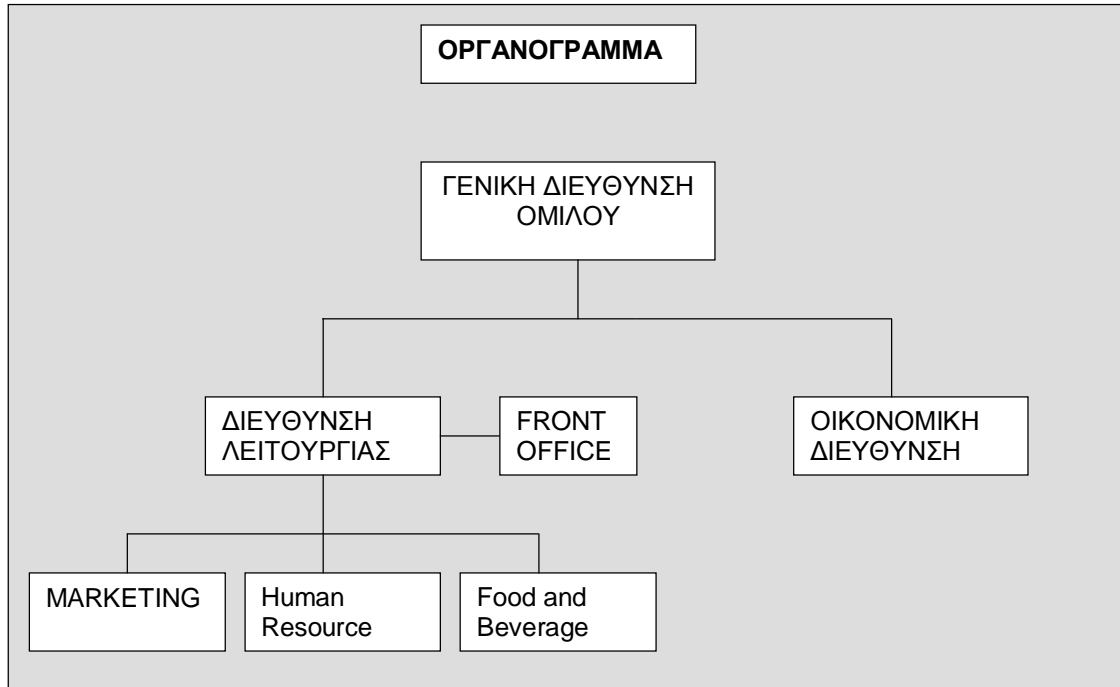 ΟΡΓΑΝΟΓΡΑΜΜΑ
ΓΕΝΙΚΗ ΔΙΕΥΘΥΝΣΗ
ΟΜΙΛΟΥ
ΔΙΕΥΘΥΝΣΗ
ΛΕΙΤΟΥΡΓΙΑΣ
FRONT
OFFICE
ΟΙΚΟΝΟΜΙΚΗ
ΔΙΕΥΘΥΝΣΗ
MARKETING
Human
Resource
Food and
Beverage